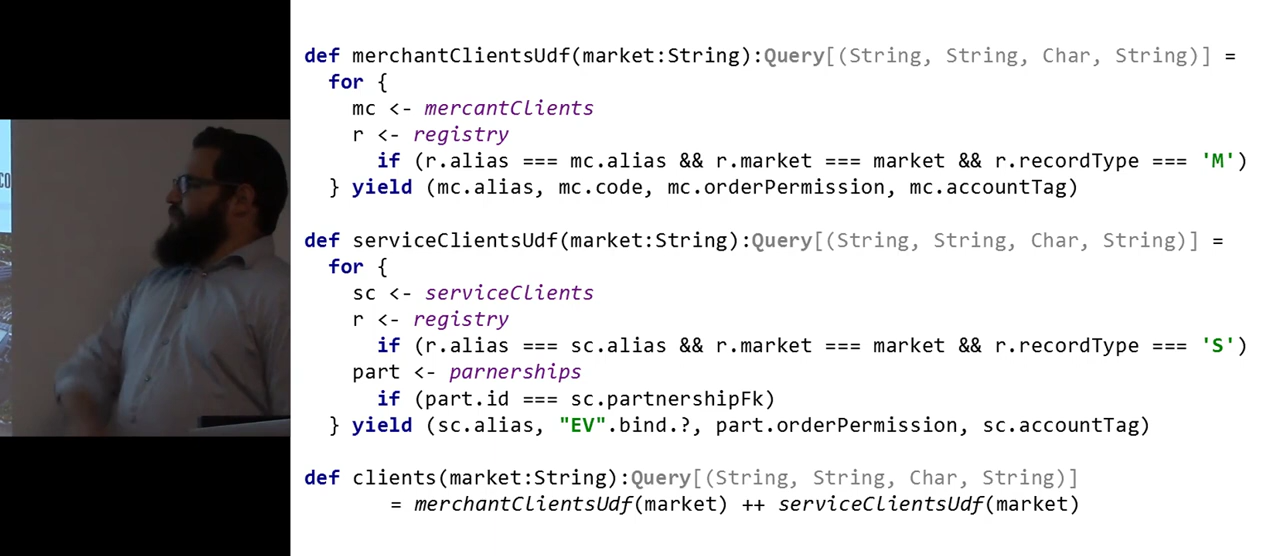 CO
def merchantClientsUdf(market:String):Query[(String, String, Char, String)] =
for {
mc <- mercantClients
r <- registry
if (r.alias === mc.alias && r.market === market && r.recordType === 'M')
} yield (mc.alias, mc.code, mc.orderPermission, mc.accountTag)
def serviceClientsUdf(market:String):Query[(String, String, Char, String)] =
for {
sc <- serviceClients
r <- registry
if (r.alias === sc.alias && r.market === market && r.recordType === 'S')
part <- parnerships
if (part.id === sc.partnershipFk)
} yield (sc.alias, "EV".bind.?, part.orderPermission, sc.accountTag)
def clients(market:String):Query[(String, String, Char, String)]
= merchantClientsUdf(market) ++ serviceClientsUdf(market)